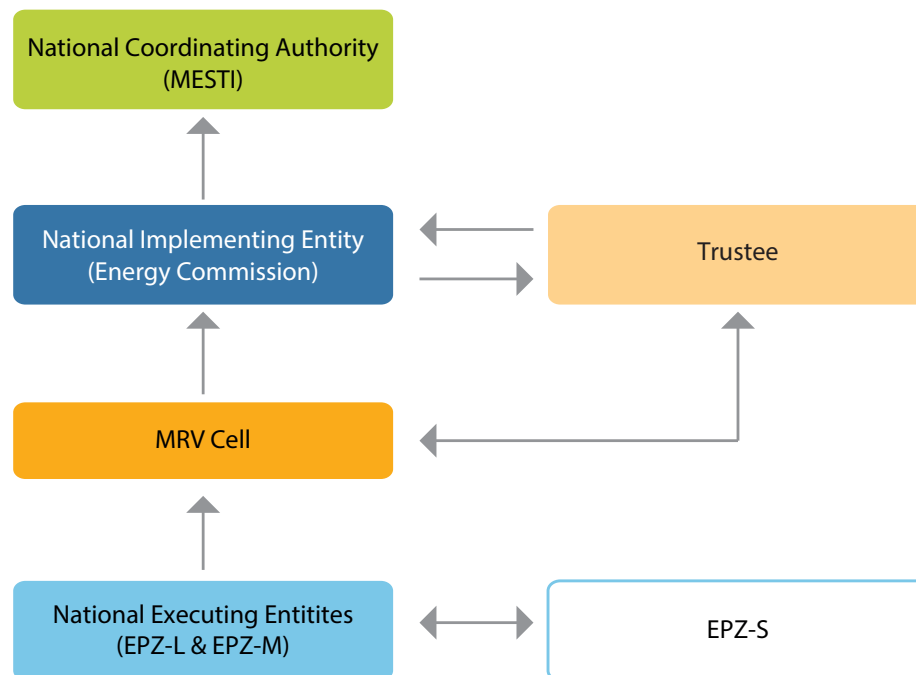 National Coordinating Authority
(MESTI)
National Implementing Entity
(Energy Commission)
Trustee
MRV Cell
National Executing Entitites
(EPZ-L & EPZ-M)
EPZ-S